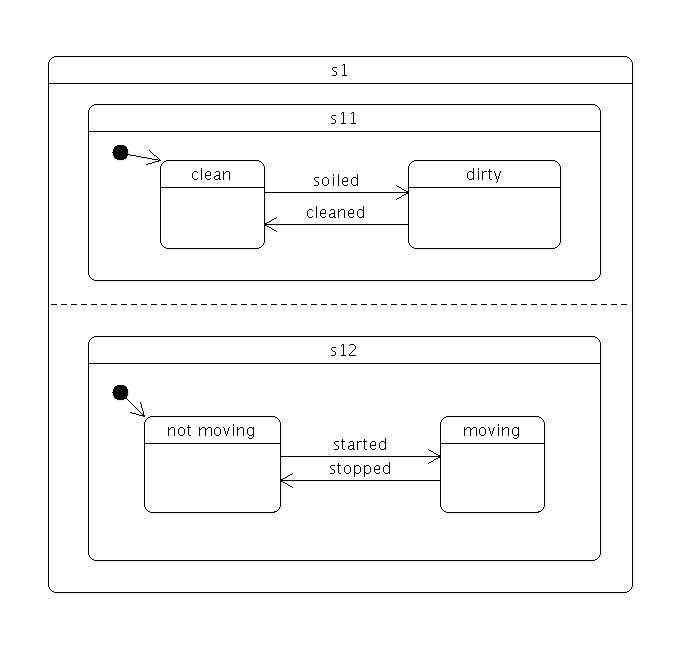 s1
s11
clean
soiled
dirty
cleaned
s12
not moving
started
moving
stopped